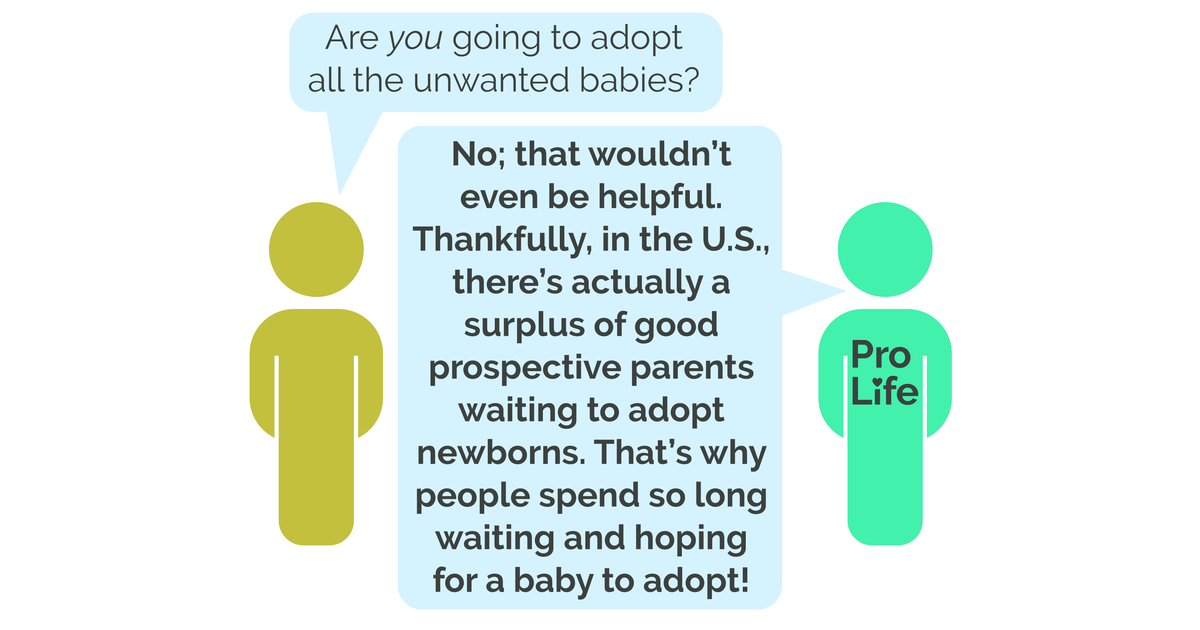 Are you going to adopt
all the unwanted babies?
No; that wouldn’t
even be helpful.
Thankfully, in the U.S.,
there’s actually a
surplus of good
prospective parents
waiting to adopt
newborns. That’s why
people spend so long
waiting and hoping
for a baby to adopt!
Pro
Life